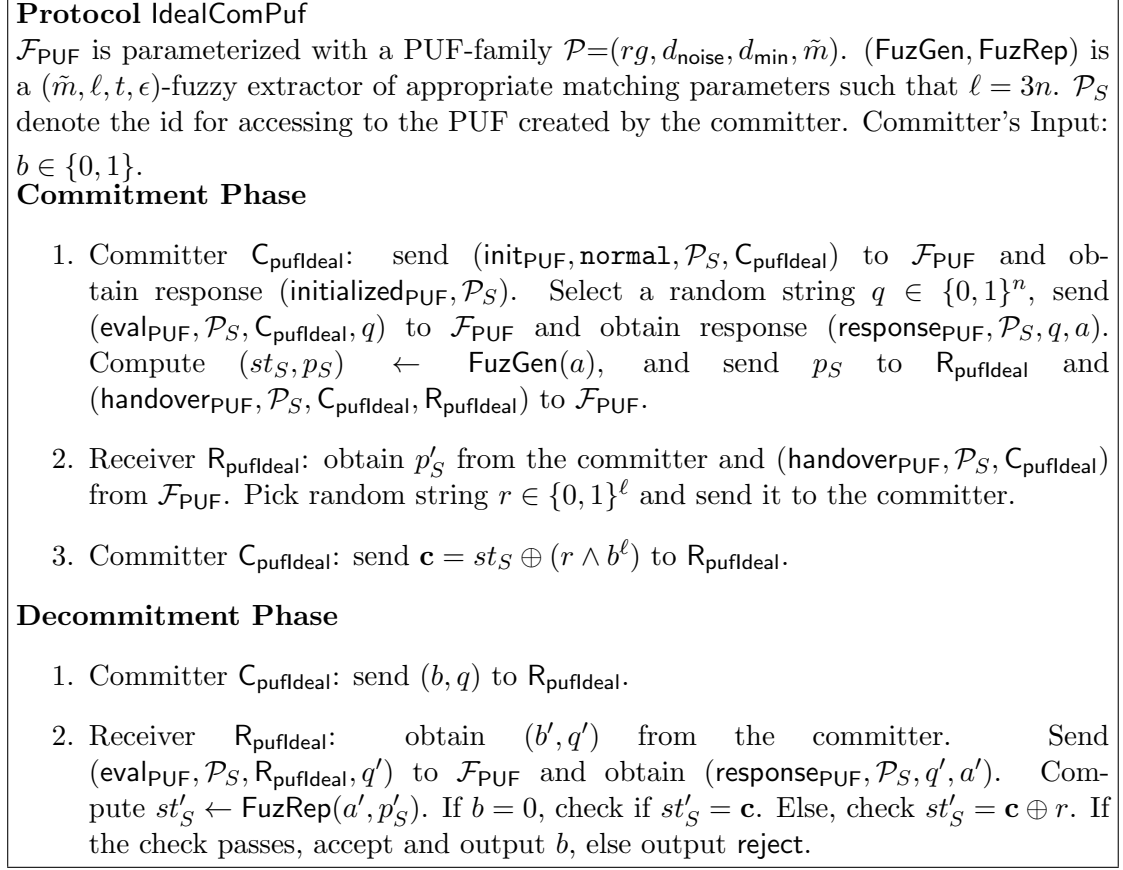 Protocol IdealComPuf
F_PUF is parameterized with a PUF-family P=(rg, d_noise, d_min, m̃). (FuzGen, FuzRep) is
a (m̃, ℓ, t, ϵ)-fuzzy extractor of appropriate matching parameters such that ℓ = 3n. P_S
denote the id for accessing to the PUF created by the committer. Committer's Input:
b ∈ {0, 1}.
Commitment Phase
1. Committer C_pufIdeal: send (init_PUF, normal, P_S, C_pufIdeal) to F_PUF and ob-
tain response (initialized_PUF, P_S). Select a random string q ∈ {0, 1}^n, send
(eval_PUF, P_S, C_pufIdeal, q) to F_PUF and obtain response (response_PUF, P_S, q, a).
Compute (st_S, p_S) ← FuzGen(a), and send p_S to R_pufIdeal and
(handover_PUF, P_S, C_pufIdeal, R_pufIdeal) to F_PUF.
2. Receiver R_pufIdeal: obtain p'_S from the committer and (handover_PUF, P_S, C_pufIdeal)
from F_PUF. Pick random string r ∈ {0, 1}^ℓ and send it to the committer.
3. Committer C_pufIdeal: send c = st_S ⊕ (r ∧ b^ℓ) to R_pufIdeal.
Decommitment Phase
1. Committer C_pufIdeal: send (b, q) to R_pufIdeal.
2. Receiver R_pufIdeal: obtain (b', q') from the committer. Send
(eval_PUF, P_S, R_pufIdeal, q') to F_PUF and obtain (response_PUF, P_S, q', a'). Com-
pute st'_S ← FuzRep(a', p'_S). If b = 0, check if st'_S = c. Else, check st'_S = c ⊕ r. If
the check passes, accept and output b, else output reject.